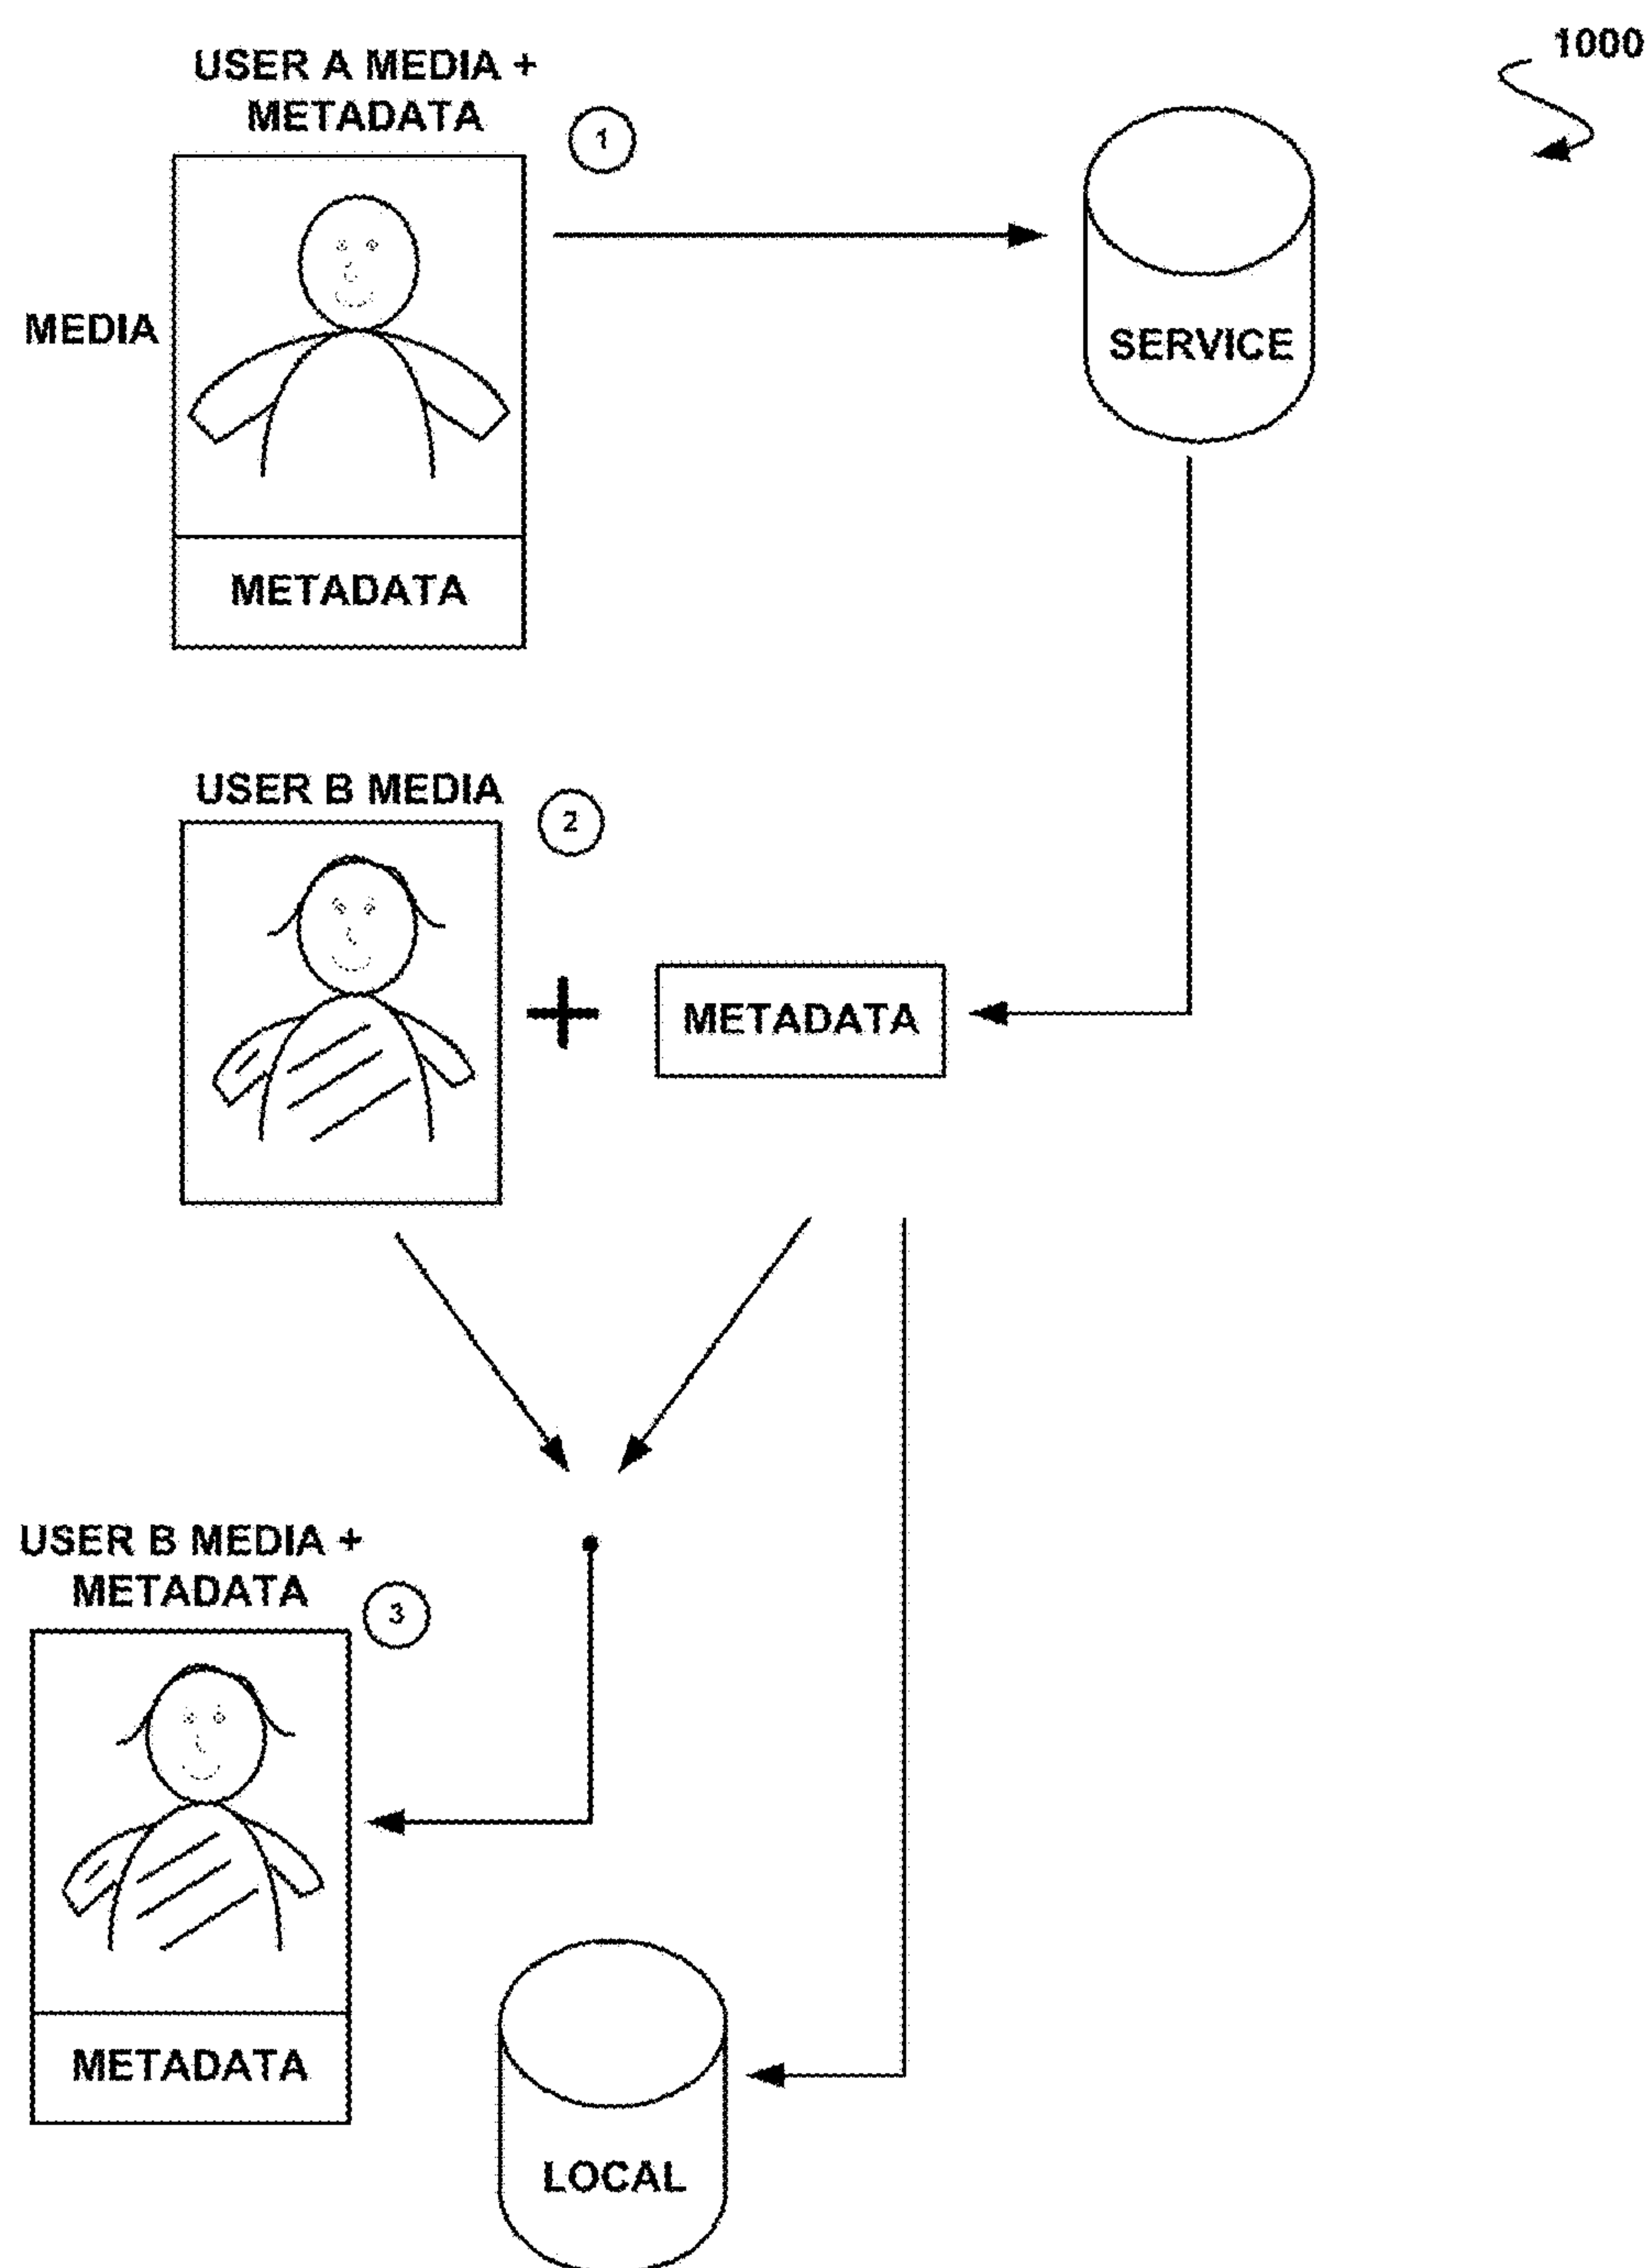 1000
USER A MEDIA +
METADATA
1
MEDIA
SERVICE
METADATA
USER B MEDIA
2
METADATA
USER B MEDIA +
METADATA
3
METADATA
LOCAL